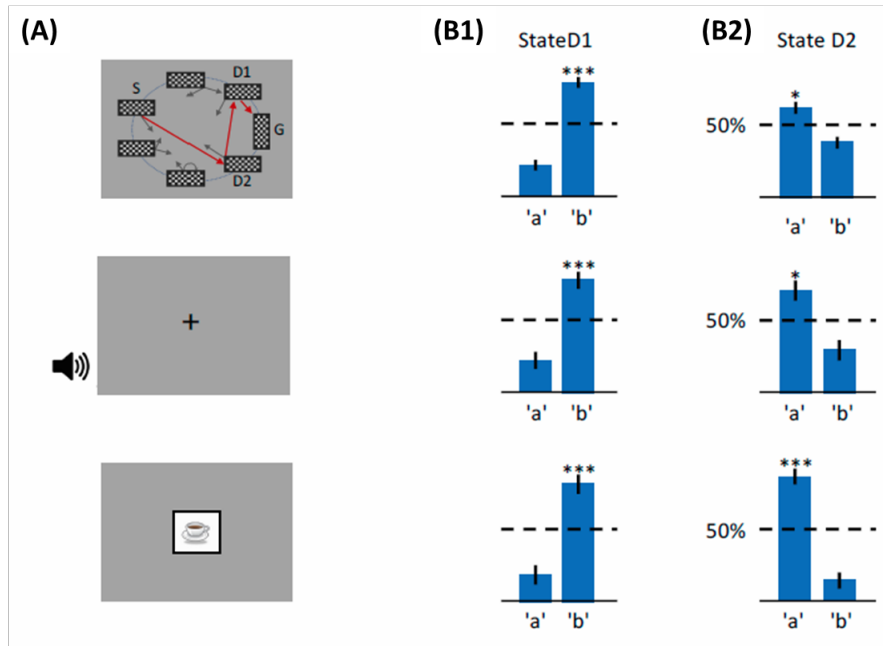 (A)
(B1)
(B2)
StateD1
State D2
S
D1
G
D2
***
'a' 'b'
*
50%
'a' 'b'
+
***
'a' 'b'
*
50%
'a' 'b'
***
'a' 'b'
***
50%
'a' 'b'